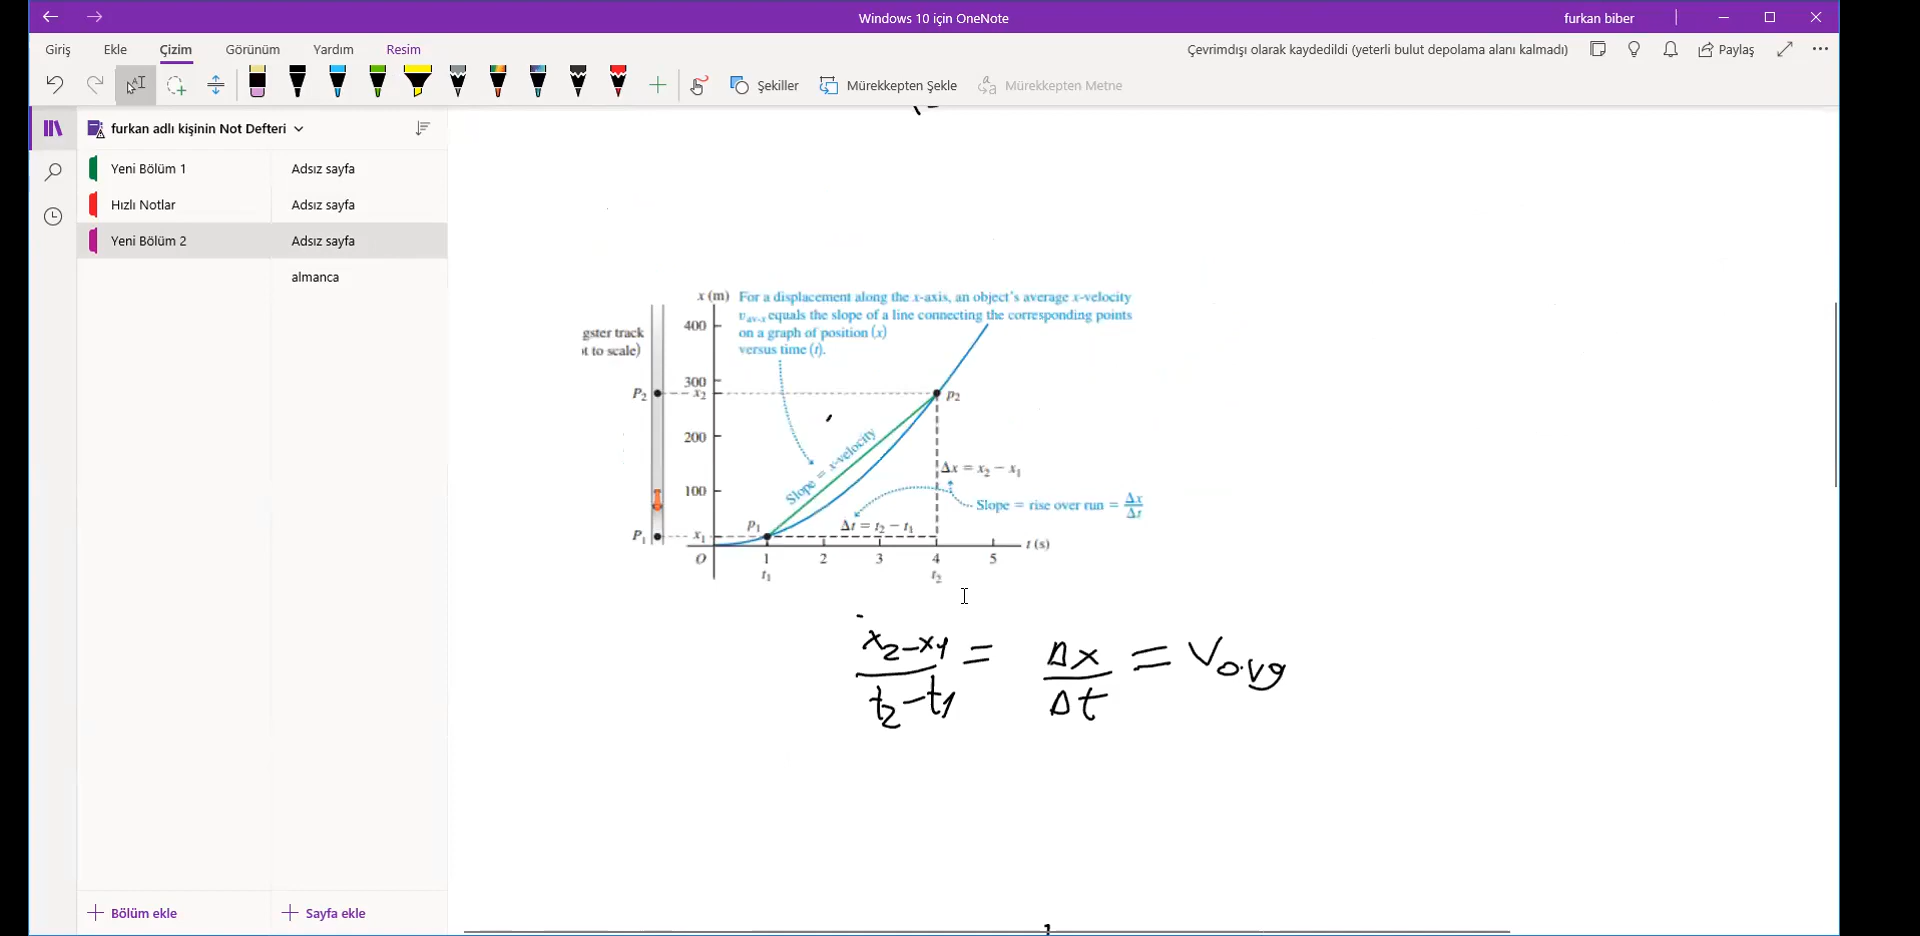 Windows 10 için OneNote
furkan biber
Giriş Ekle Çizim Görünüm Yardım Resim
Çevrimdışı olarak kaydedildi (yeterli bulut depolama alanı kalmadı)
Paylaş
Şekiller
Mürekkepten Şekle
Mürekkepten Metne
furkan adlı kişinin Not Defteri
Yeni Bölüm 1
Hızlı Notlar
Yeni Bölüm 2
Adsız sayfa
Adsız sayfa
Adsız sayfa
almanca
Bölüm ekle
Sayfa ekle
gster track
t to scale)
P2
P1
x (m)
400
300
x2
200
100
x1
O
For a displacement along the x-axis, an object's average x-velocity
vav-x equals the slope of a line connecting the corresponding points
on a graph of position (x)
versus time (t).
p2
Slope = x-velocity
Δx = x2 − x1
Slope = rise over run = Δx/Δt
p1
Δt = t2 − t1
t (s)
1 2 3 4 5
t1 t2
x2−x1 / t2−t1 = Δx / Δt = Vavg